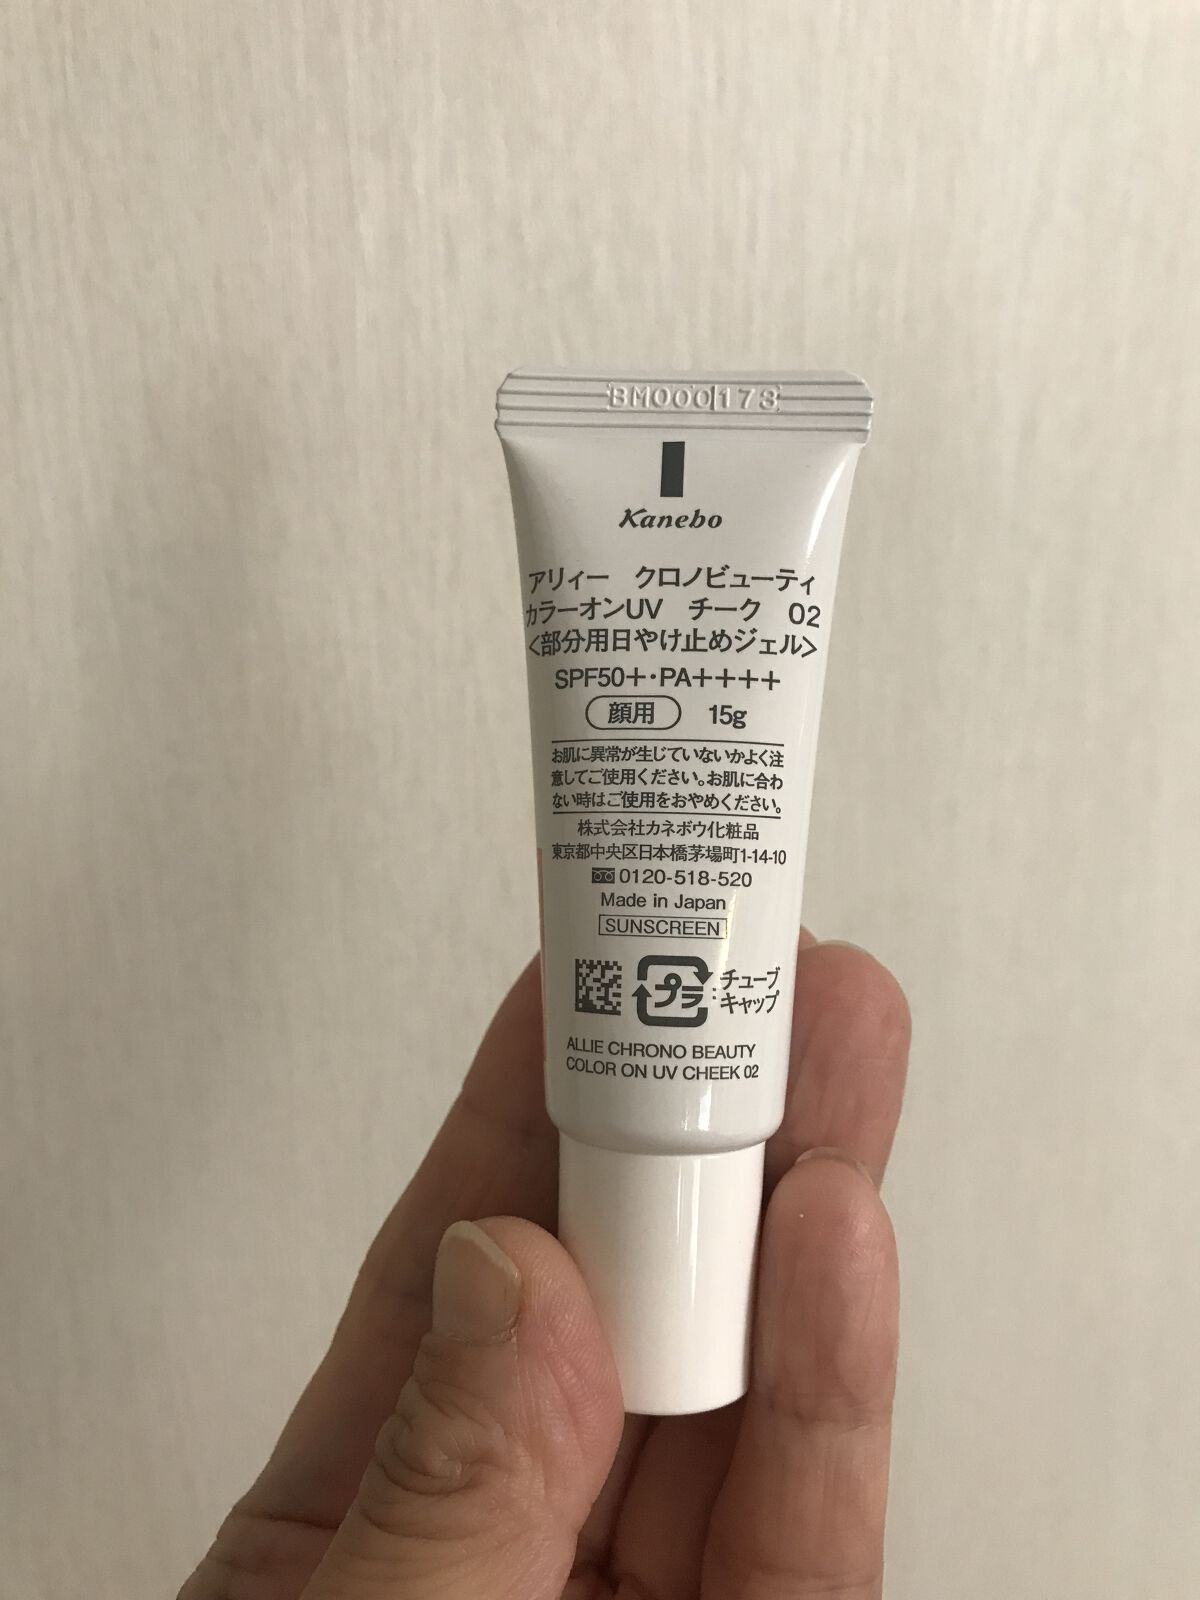 BM000173
Kanebo
アリィー　クロノビューティ
カラーオンUV　チーク　02
<部分用日やけ止めジェル>
SPF50+・PA++++
顔用　15g
お肌に異常が生じていないかよく注
意してご使用ください。お肌に合わ
ない時はご使用をおやめください。
株式会社カネボウ化粧品
東京都中央区日本橋茅場町1-14-10
0120-518-520
Made in Japan
SUNSCREEN
プラ : チューブ
キャップ
ALLIE CHRONO BEAUTY
COLOR ON UV CHEEK 02